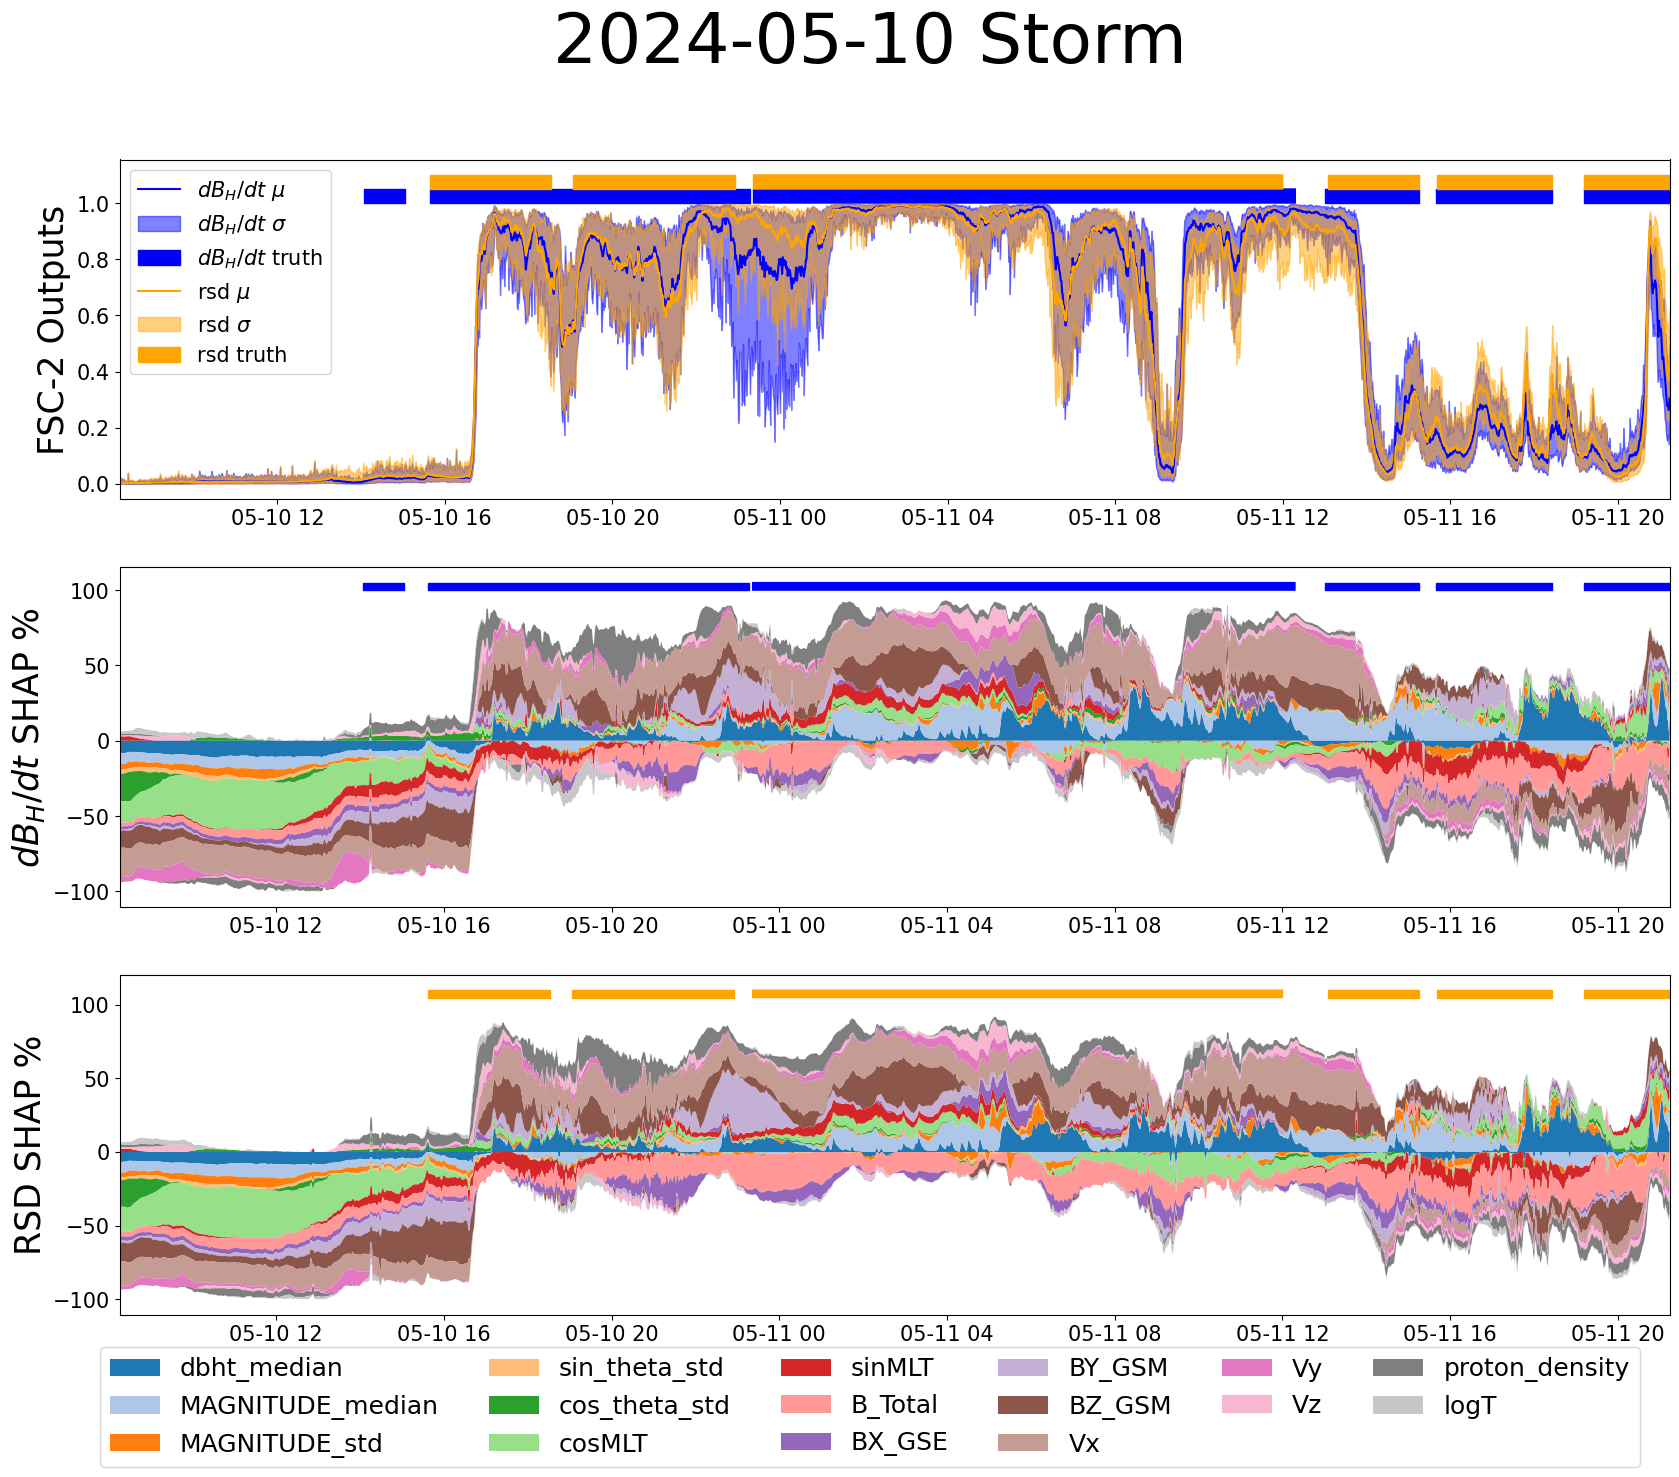 2024-05-10 Storm
FSC-2 Outputs
1.0
0.8
0.6
0.4
0.2
0.0
dB_H/dt μ
dB_H/dt σ
dB_H/dt truth
rsd μ
rsd σ
rsd truth
05-10 12 05-10 16 05-10 20 05-11 00 05-11 04 05-11 08 05-11 12 05-11 16 05-11 20
dB_H/dt SHAP %
100
50
0
−50
−100
05-10 12 05-10 16 05-10 20 05-11 00 05-11 04 05-11 08 05-11 12 05-11 16 05-11 20
RSD SHAP %
100
50
0
−50
−100
05-10 12 05-10 16 05-10 20 05-11 00 05-11 04 05-11 08 05-11 12 05-11 16 05-11 20
dbht_median sin_theta_std sinMLT BY_GSM Vy proton_density
MAGNITUDE_median cos_theta_std B_Total BZ_GSM Vz logT
MAGNITUDE_std cosMLT BX_GSE Vx